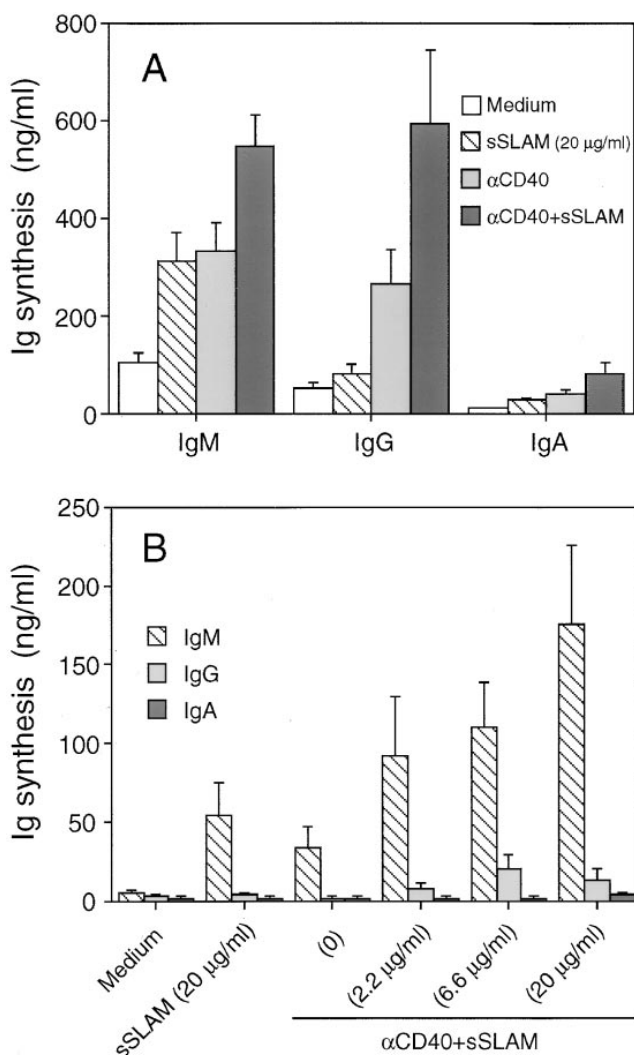 A
Ig synthesis (ng/ml)
800
600
400
200
0
Medium
sSLAM (20 µg/ml)
αCD40
αCD40+sSLAM
IgM
IgG
IgA
B
Ig synthesis (ng/ml)
250
200
150
100
50
0
IgM
IgG
IgA
Medium
sSLAM (20 µg/ml)
(0)
(2.2 µg/ml)
(6.6 µg/ml)
(20 µg/ml)
αCD40+sSLAM